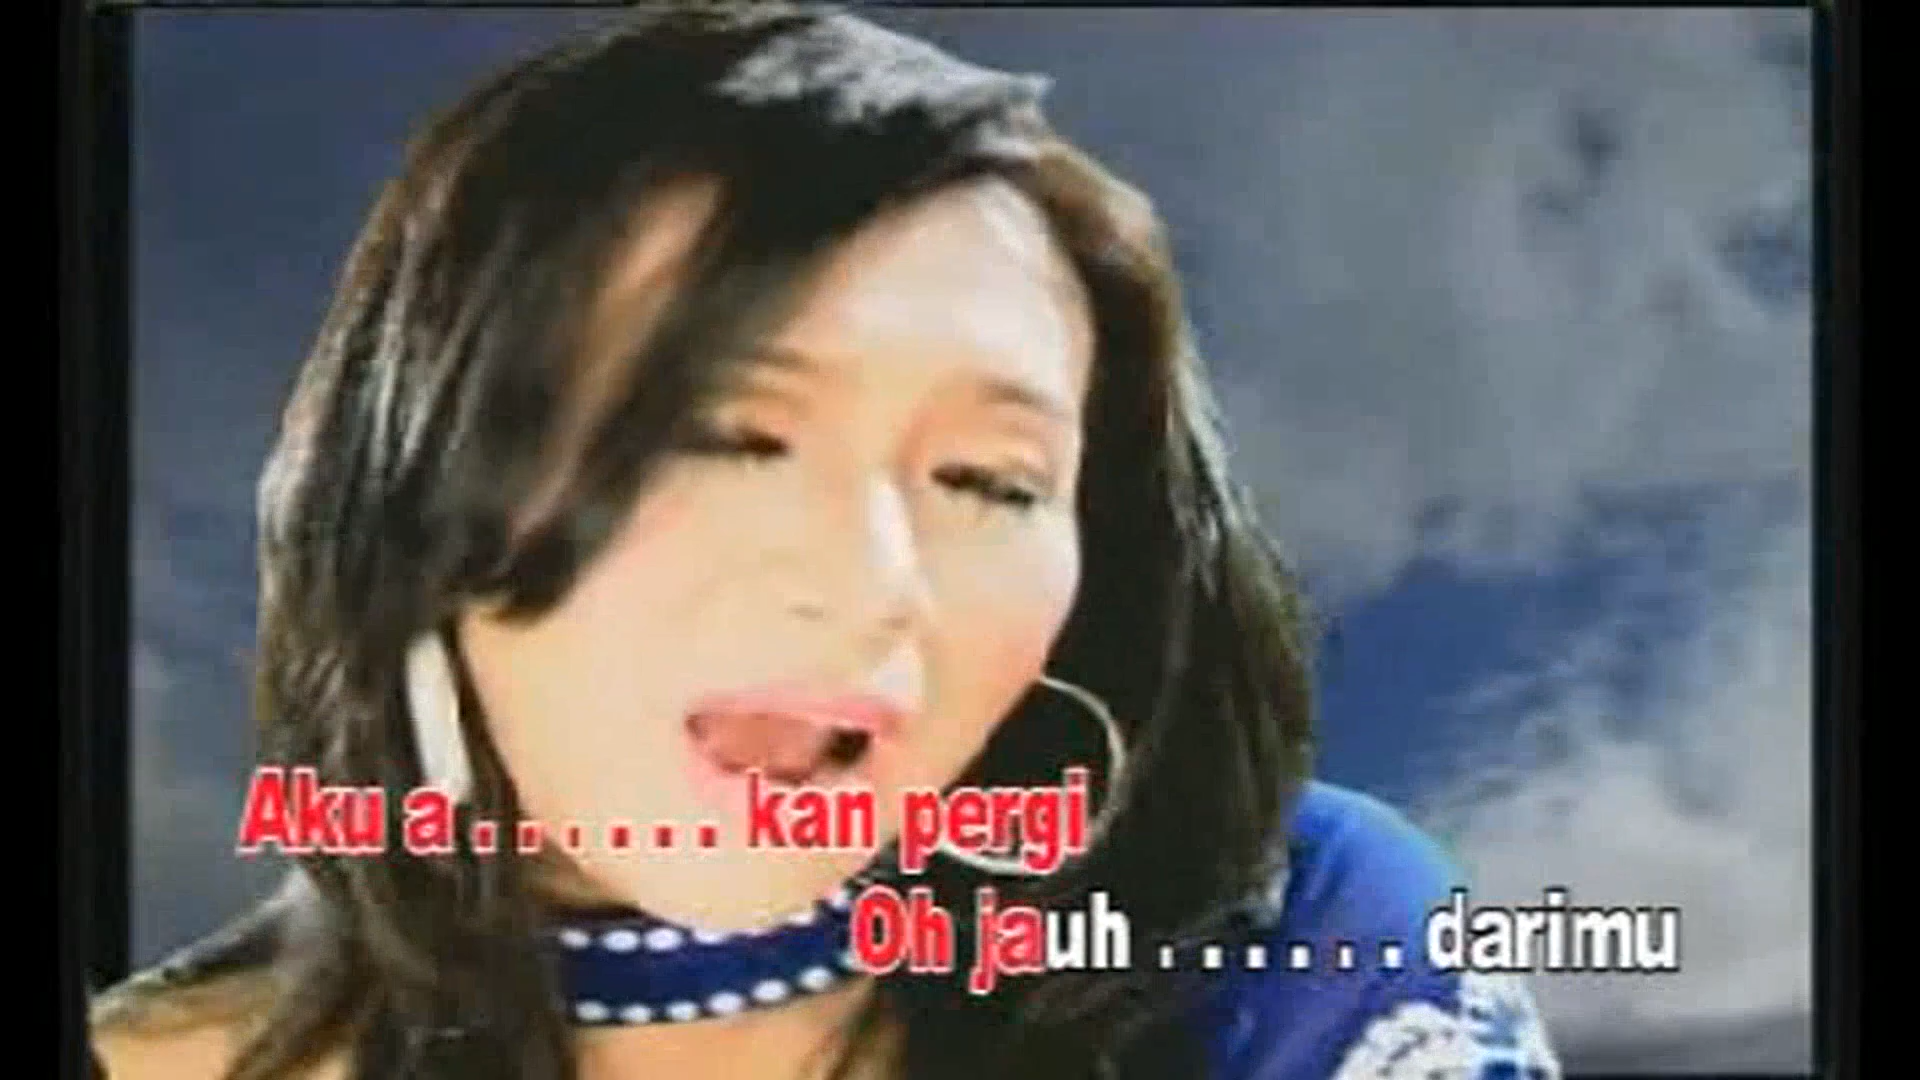 Aku a . . . . . . kan pergi
Oh jauh . . . . . . darimu